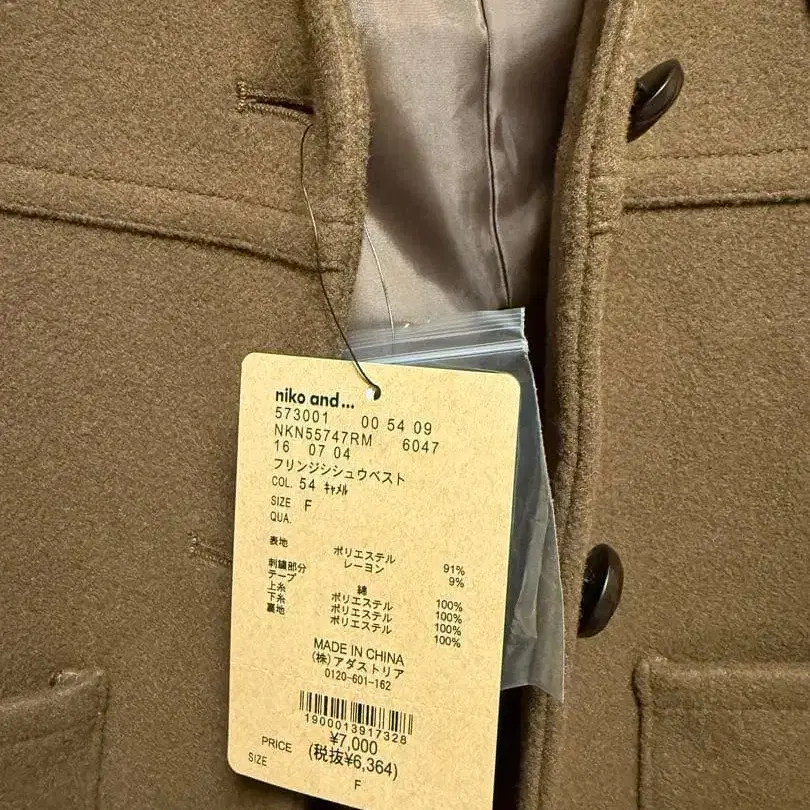 niko and...
573001 00 54 09
NKN55747RM 6047
16 07 04
フリンジシシュウベスト
COL. 54 ｷｬﾒﾙ
SIZE F
QUA.
表地 ポリエステル 91%
レーヨン 9%
刺繍部分 綿 100%
テープ ポリエステル 100%
上糸 ポリエステル 100%
下糸 ポリエステル 100%
裏地
MADE IN CHINA
(株)アダストリア
0120-601-162
1900013917328
PRICE ¥7,000
(税抜¥6,364)
SIZE F